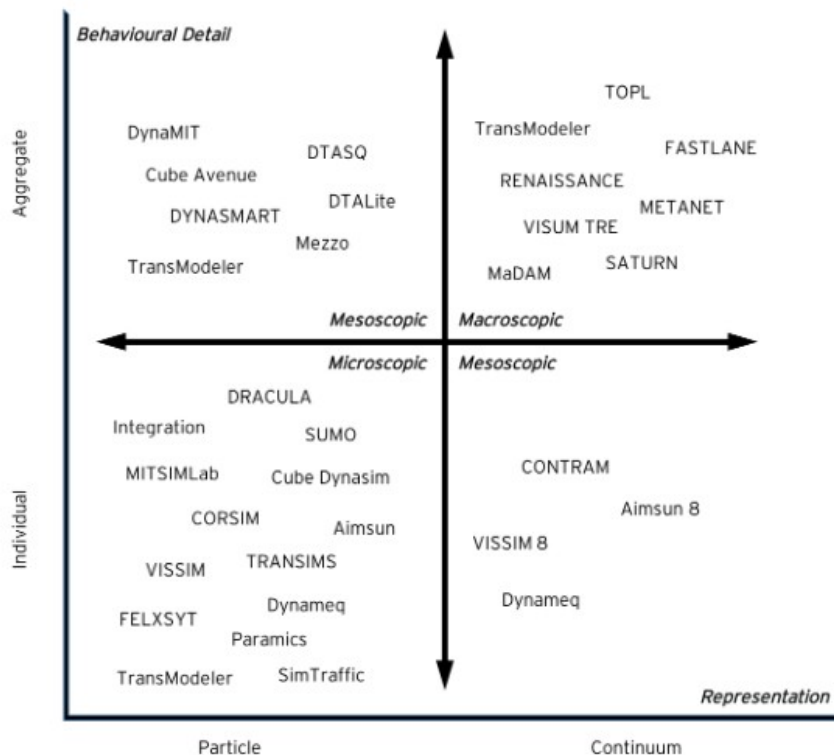 Behavioural Detail
Aggregate
DynaMIT
DTASQ
Cube Avenue
DTALite
DYNASMART
Mezzo
TransModeler
Mesoscopic
TOPL
TransModeler
FASTLANE
RENAISSANCE
METANET
VISUM TRE
SATURN
MaDAM
Macroscopic
Individual
Microscopic
DRACULA
Integration
SUMO
MITSIMLab
Cube Dynasim
CORSIM
Aimsun
TRANSIMS
VISSIM
Dynameq
FELXSYT
Paramics
SimTraffic
TransModeler
Mesoscopic
CONTRAM
Aimsun 8
VISSIM 8
Dynameq
Representation
Particle
Continuum